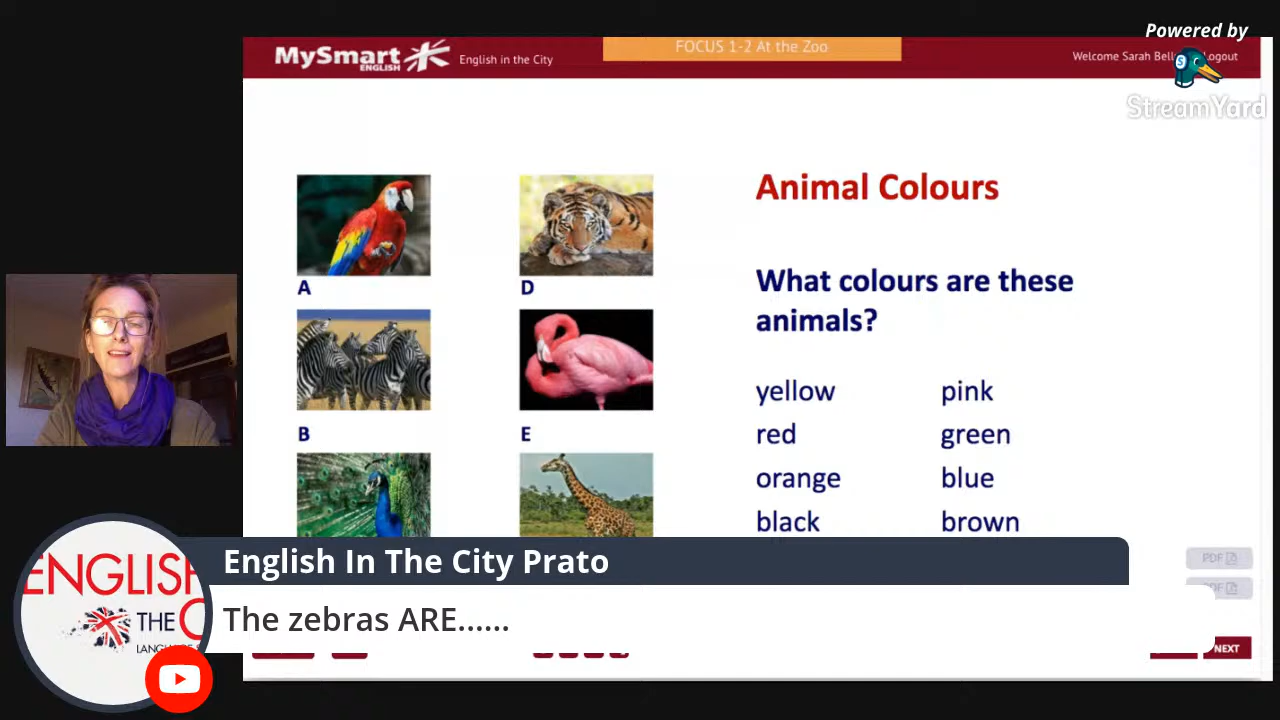 Powered by
StreamYard
MySmart
ENGLISH
English in the City
FOCUS 1-2 At the Zoo
Welcome Sarah
Logout
Animal Colours
What colours are these
animals?
yellow
pink
red
green
orange
blue
black
brown
A
D
B
E
PDF
PDF
English In The City Prato
The zebras ARE......
ENGLISH
THE C
NEXT